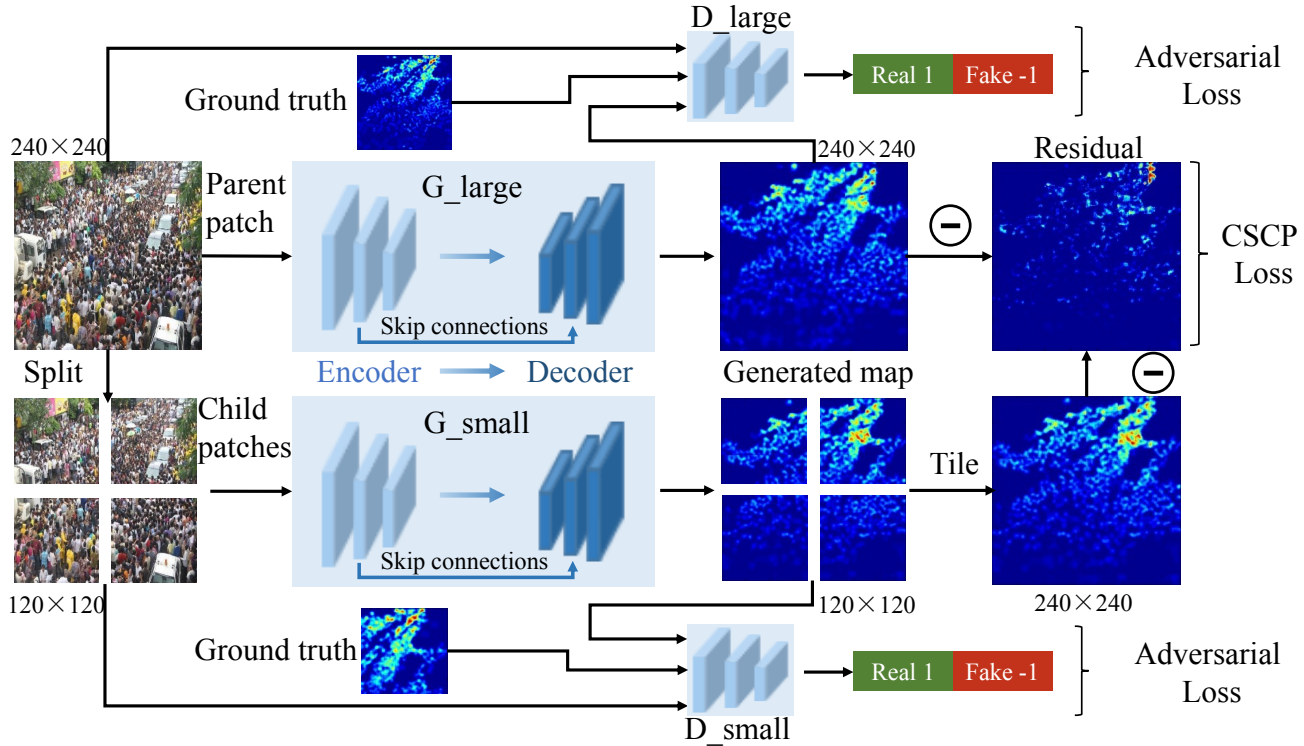 D_large
Real 1 Fake -1
Adversarial
Loss
Ground truth
240×240
240×240
Residual
Parent
patch
G_large
CSCP
Loss
Skip connections
Split
Encoder
Decoder
Generated map
Child
patches
G_small
Tile
Skip connections
120×120
120×120
240×240
Ground truth
Real 1 Fake -1
Adversarial
Loss
D_small